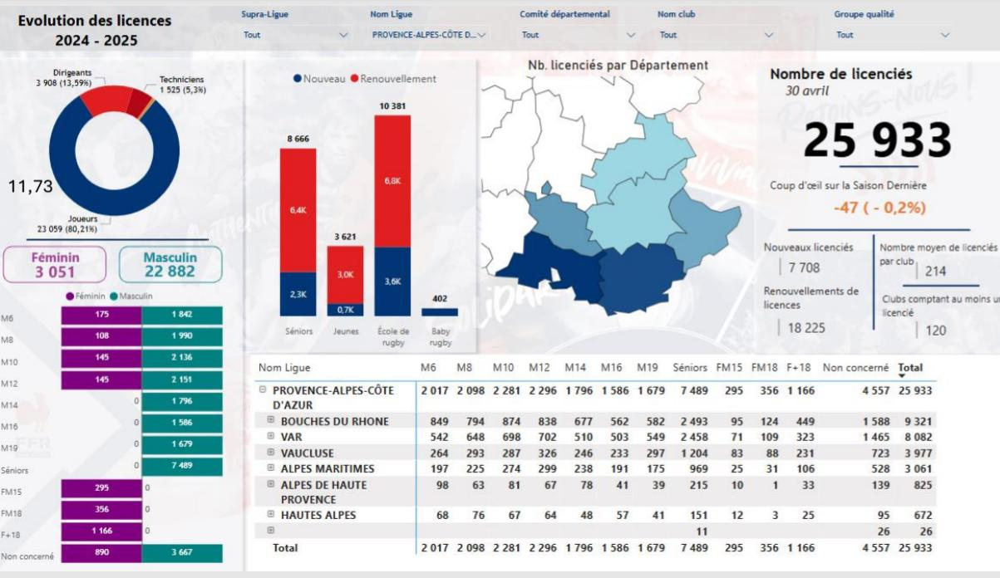 Evolution des licences
2024 - 2025
Supra-Ligue
Tout
Nom Ligue
PROVENCE-ALPES-CÔTE D...
Comité départemental
Tout
Nom club
Tout
Groupe qualité
Tout
Dirigeants
3 908 (13,59%)
Techniciens
1 525 (5,3%)
11,73
Joueurs
23 059 (80,21%)
Féminin
3 051
Masculin
22 882
Féminin Masculin
M6 175 1 842
M8 108 1 990
M10 145 2 136
M12 145 2 151
M14 0 1 796
M16 0 1 586
M19 0 1 679
Séniors 0 7 489
FM15 295 0
FM18 356 0
F+18 1 166 0
Non concerné 890 3 667
FFR
Nouveau Renouvellement
8 666
6,4K
2,3K
3 621
3,0K
0,7K
10 381
6,8K
3,6K
402
Séniors
Jeunes
École de
rugby
Baby
rugby
Nb. licenciés par Département
Nombre de licenciés
30 avril
25 933
Coup d'œil sur la Saison Dernière
-47 ( - 0,2%)
Nouveaux licenciés
7 708
Renouvellements de
licences
18 225
Nombre moyen de licenciés
par club
214
Clubs comptant au moins un
licencié
120
Nom Ligue M6 M8 M10 M12 M14 M16 M19 Séniors FM15 FM18 F+18 Non concerné Total
PROVENCE-ALPES-CÔTE 2 017 2 098 2 281 2 296 1 796 1 586 1 679 7 489 295 356 1 166 4 557 25 933
D'AZUR
BOUCHES DU RHONE 849 794 874 838 677 562 582 2 493 95 124 449 1 588 9 321
VAR 542 648 698 702 510 503 549 2 458 71 109 323 1 465 8 082
VAUCLUSE 264 293 287 326 246 233 297 1 204 83 88 231 723 3 977
ALPES MARITIMES 197 225 274 299 238 191 175 969 25 31 106 528 3 061
ALPES DE HAUTE 98 63 81 67 78 41 39 215 10 1 33 139 825
PROVENCE
HAUTES ALPES 68 76 67 64 48 57 41 151 12 3 25 95 672
11 26 26
Total 2 017 2 098 2 281 2 296 1 796 1 586 1 679 7 489 295 356 1 166 4 557 25 933